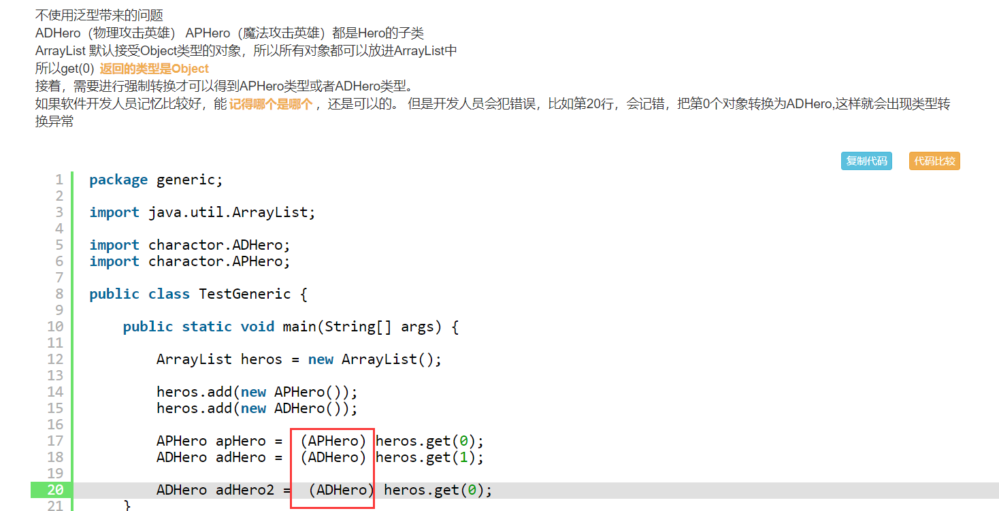 不使用泛型带来的问题
ADHero（物理攻击英雄） APHero（魔法攻击英雄）都是Hero的子类
ArrayList 默认接受Object类型的对象，所以所有对象都可以放进ArrayList中
所以get(0) 返回的类型是Object
接着，需要进行强制转换才可以得到APHero类型或者ADHero类型。
如果软件开发人员记忆比较好，能 记得哪个是哪个 ，还是可以的。 但是开发人员会犯错误，比如第20行，会记错，把第0个对象转换为ADHero,这样就会出现类型转
换异常
复制代码 代码比较
1 package generic;
2
3 import java.util.ArrayList;
4
5 import charactor.ADHero;
6 import charactor.APHero;
7
8 public class TestGeneric {
9
10 public static void main(String[] args) {
11
12 ArrayList heros = new ArrayList();
13
14 heros.add(new APHero());
15 heros.add(new ADHero());
16
17 APHero apHero = (APHero) heros.get(0);
18 ADHero adHero = (ADHero) heros.get(1);
19
20 ADHero adHero2 = (ADHero) heros.get(0);
21 }